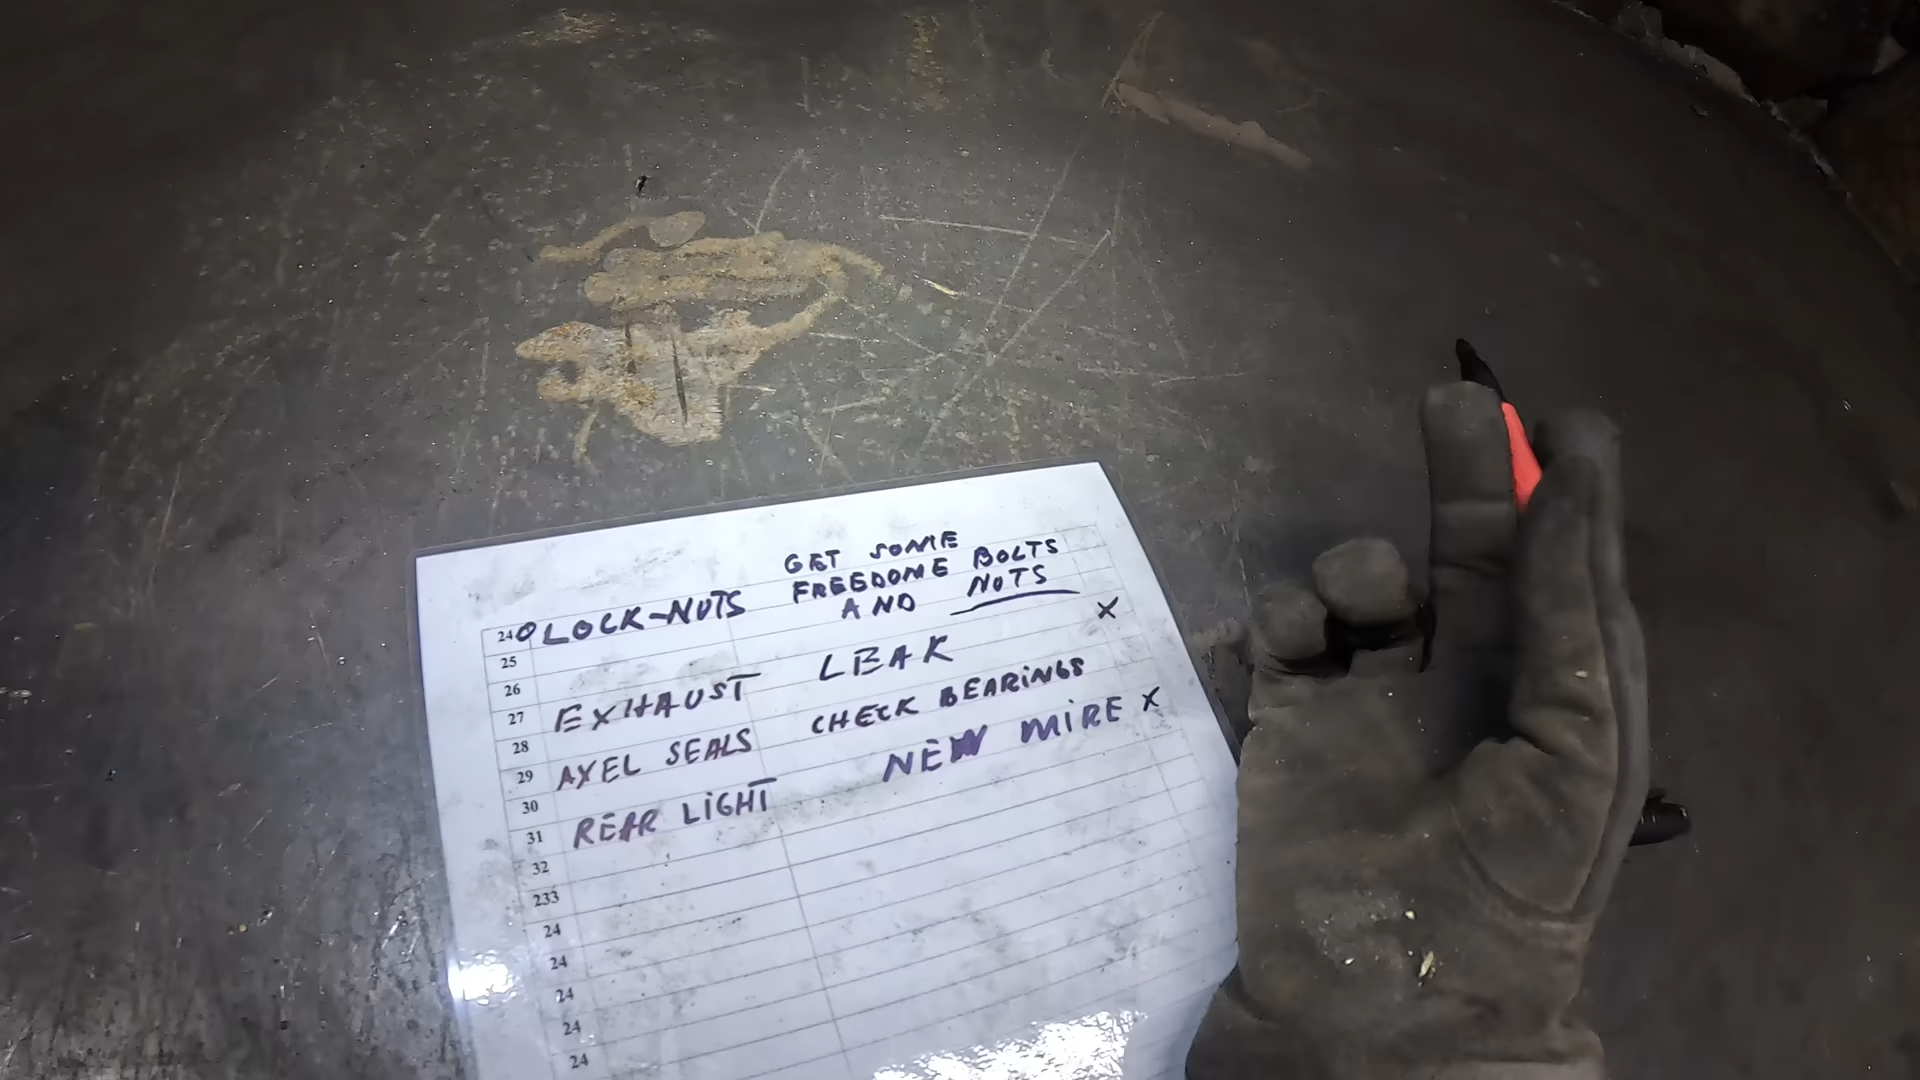 GET SOME
FREEDOME BOLTS
24 O LOCK-NUTS AND NUTS
25
26 X
27 EXHAUST LEAK
28
29 AXEL SEALS CHECK BEARINGS
30
31 REAR LIGHT NEW WIRE X
32
233
24
24
24
24
24